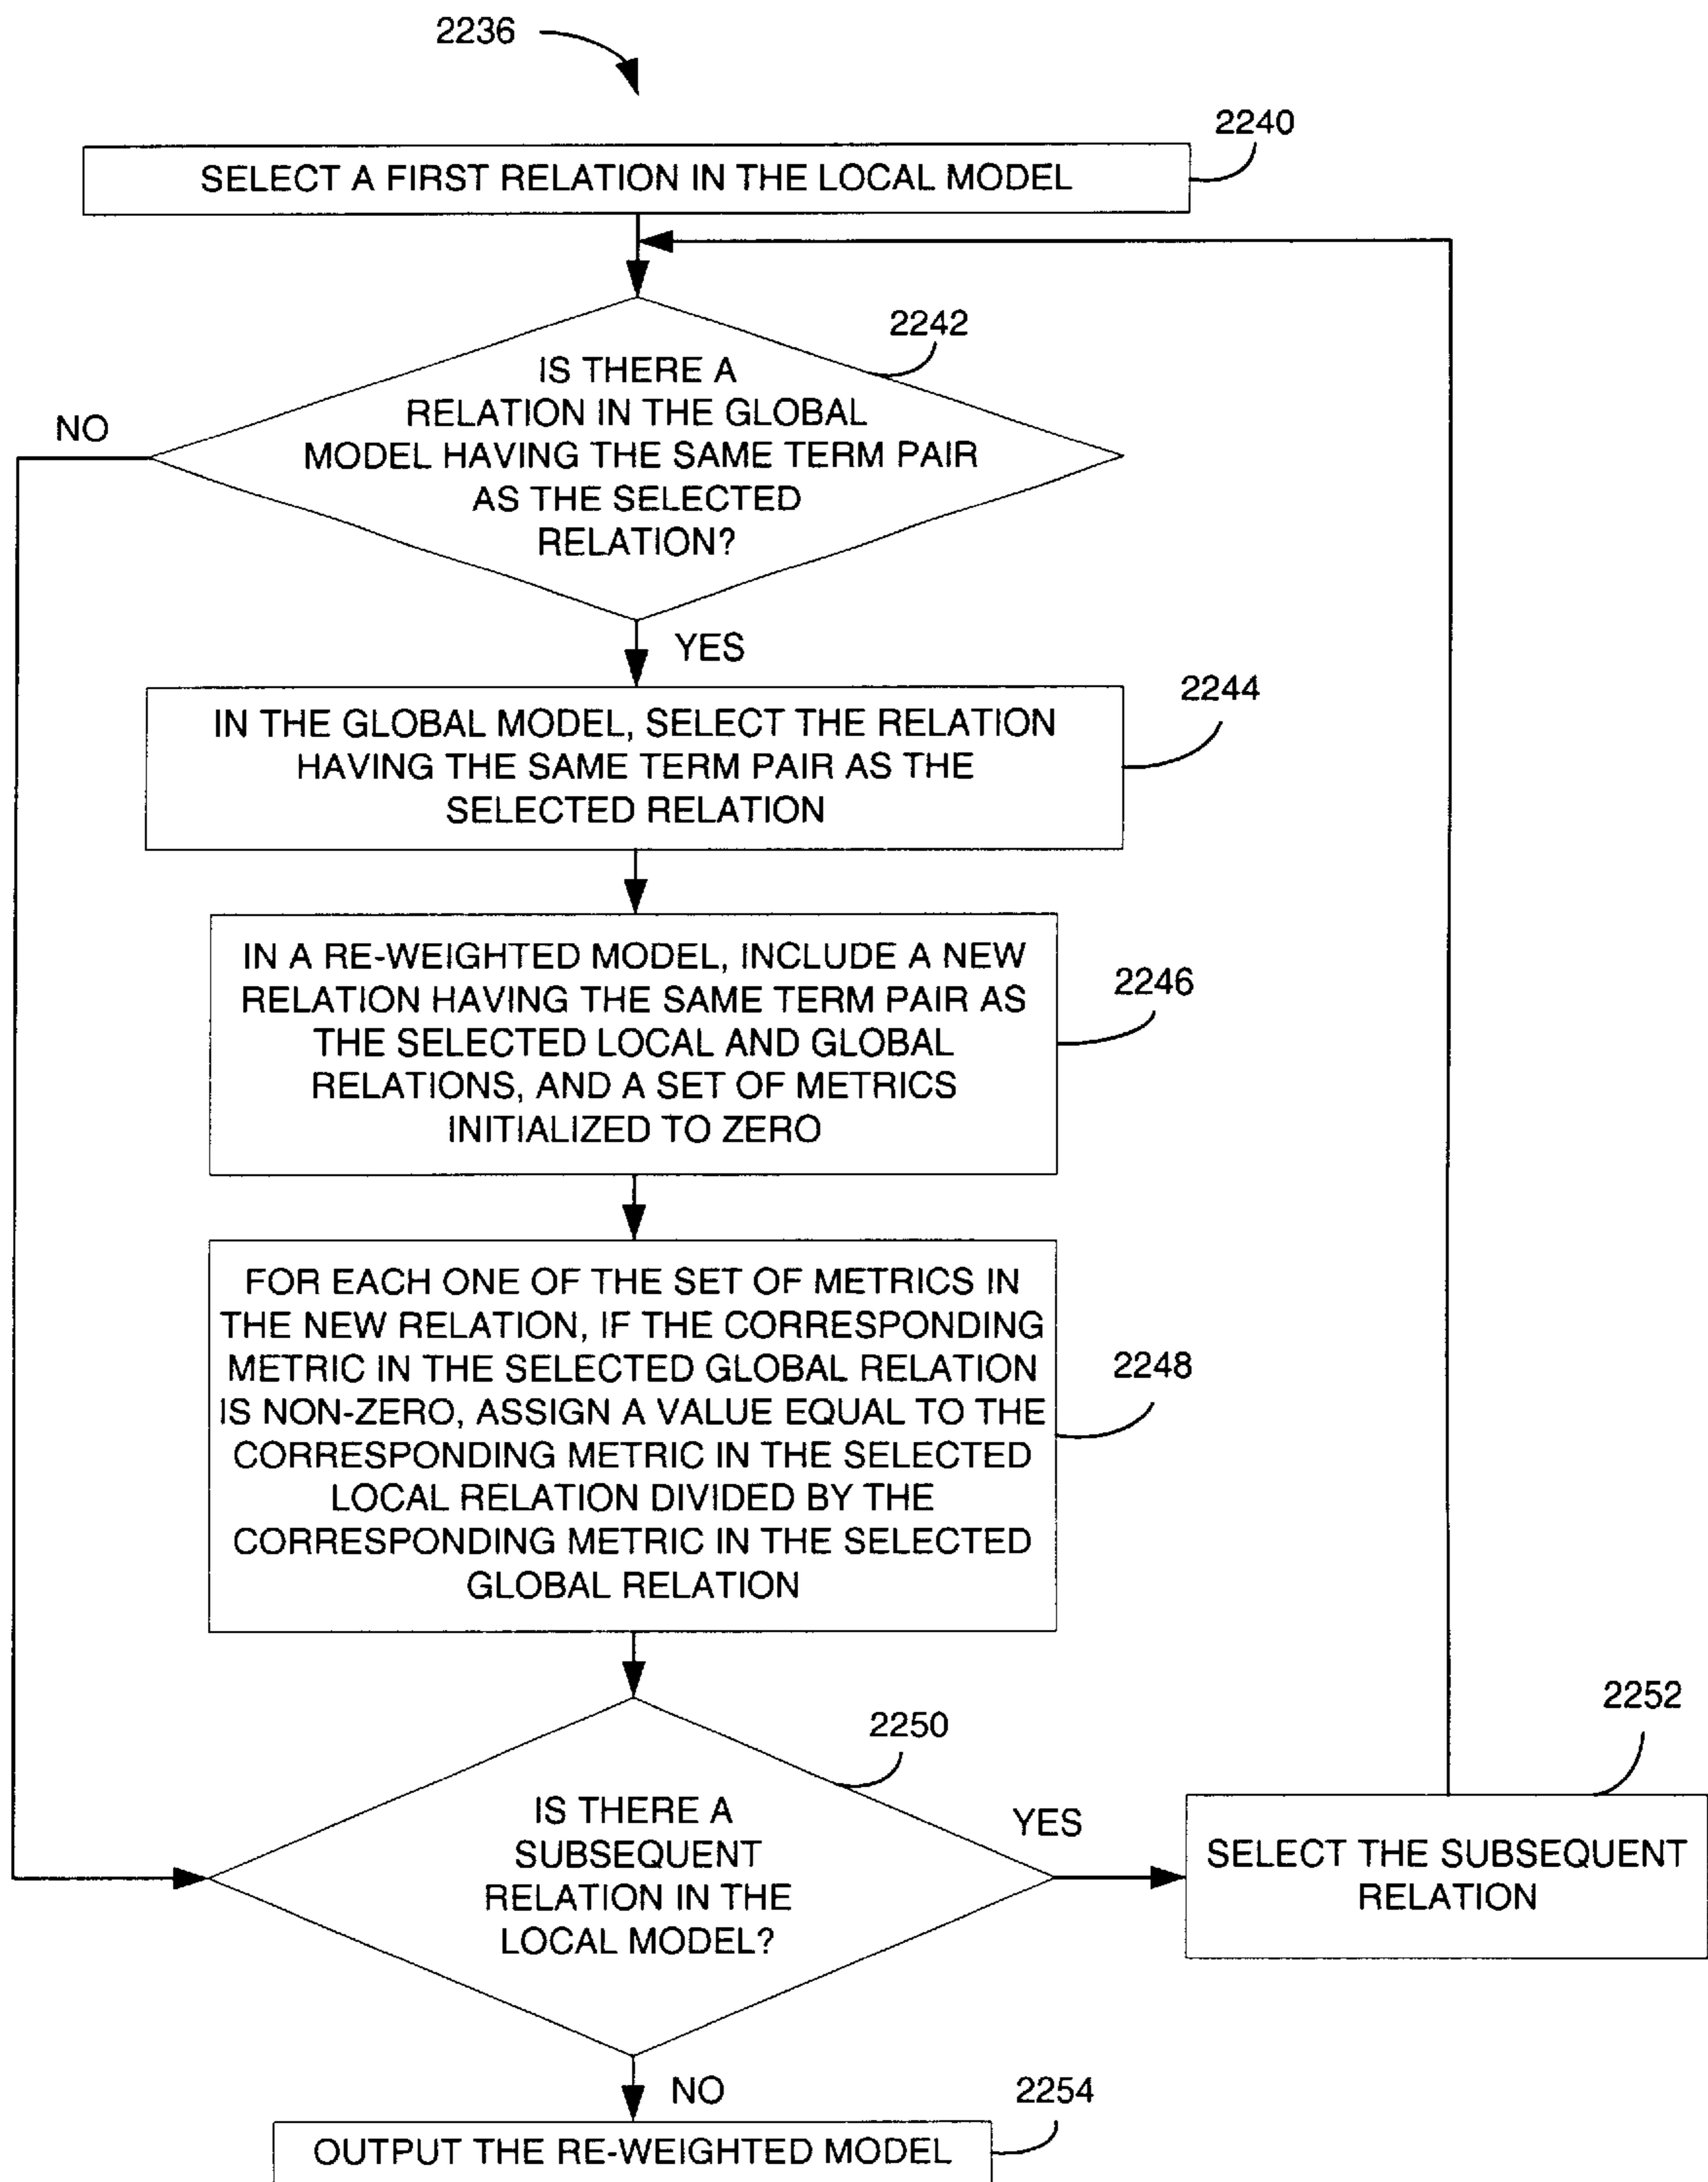 2236
2240
SELECT A FIRST RELATION IN THE LOCAL MODEL
2242
IS THERE A
RELATION IN THE GLOBAL
MODEL HAVING THE SAME TERM PAIR
AS THE SELECTED
RELATION?
NO
YES
2244
IN THE GLOBAL MODEL, SELECT THE RELATION
HAVING THE SAME TERM PAIR AS THE
SELECTED RELATION
2246
IN A RE-WEIGHTED MODEL, INCLUDE A NEW
RELATION HAVING THE SAME TERM PAIR AS
THE SELECTED LOCAL AND GLOBAL
RELATIONS, AND A SET OF METRICS
INITIALIZED TO ZERO
2248
FOR EACH ONE OF THE SET OF METRICS IN
THE NEW RELATION, IF THE CORRESPONDING
METRIC IN THE SELECTED GLOBAL RELATION
IS NON-ZERO, ASSIGN A VALUE EQUAL TO THE
CORRESPONDING METRIC IN THE SELECTED
LOCAL RELATION DIVIDED BY THE
CORRESPONDING METRIC IN THE SELECTED
GLOBAL RELATION
2250
IS THERE A
SUBSEQUENT
RELATION IN THE
LOCAL MODEL?
YES
2252
SELECT THE SUBSEQUENT
RELATION
NO
2254
OUTPUT THE RE-WEIGHTED MODEL